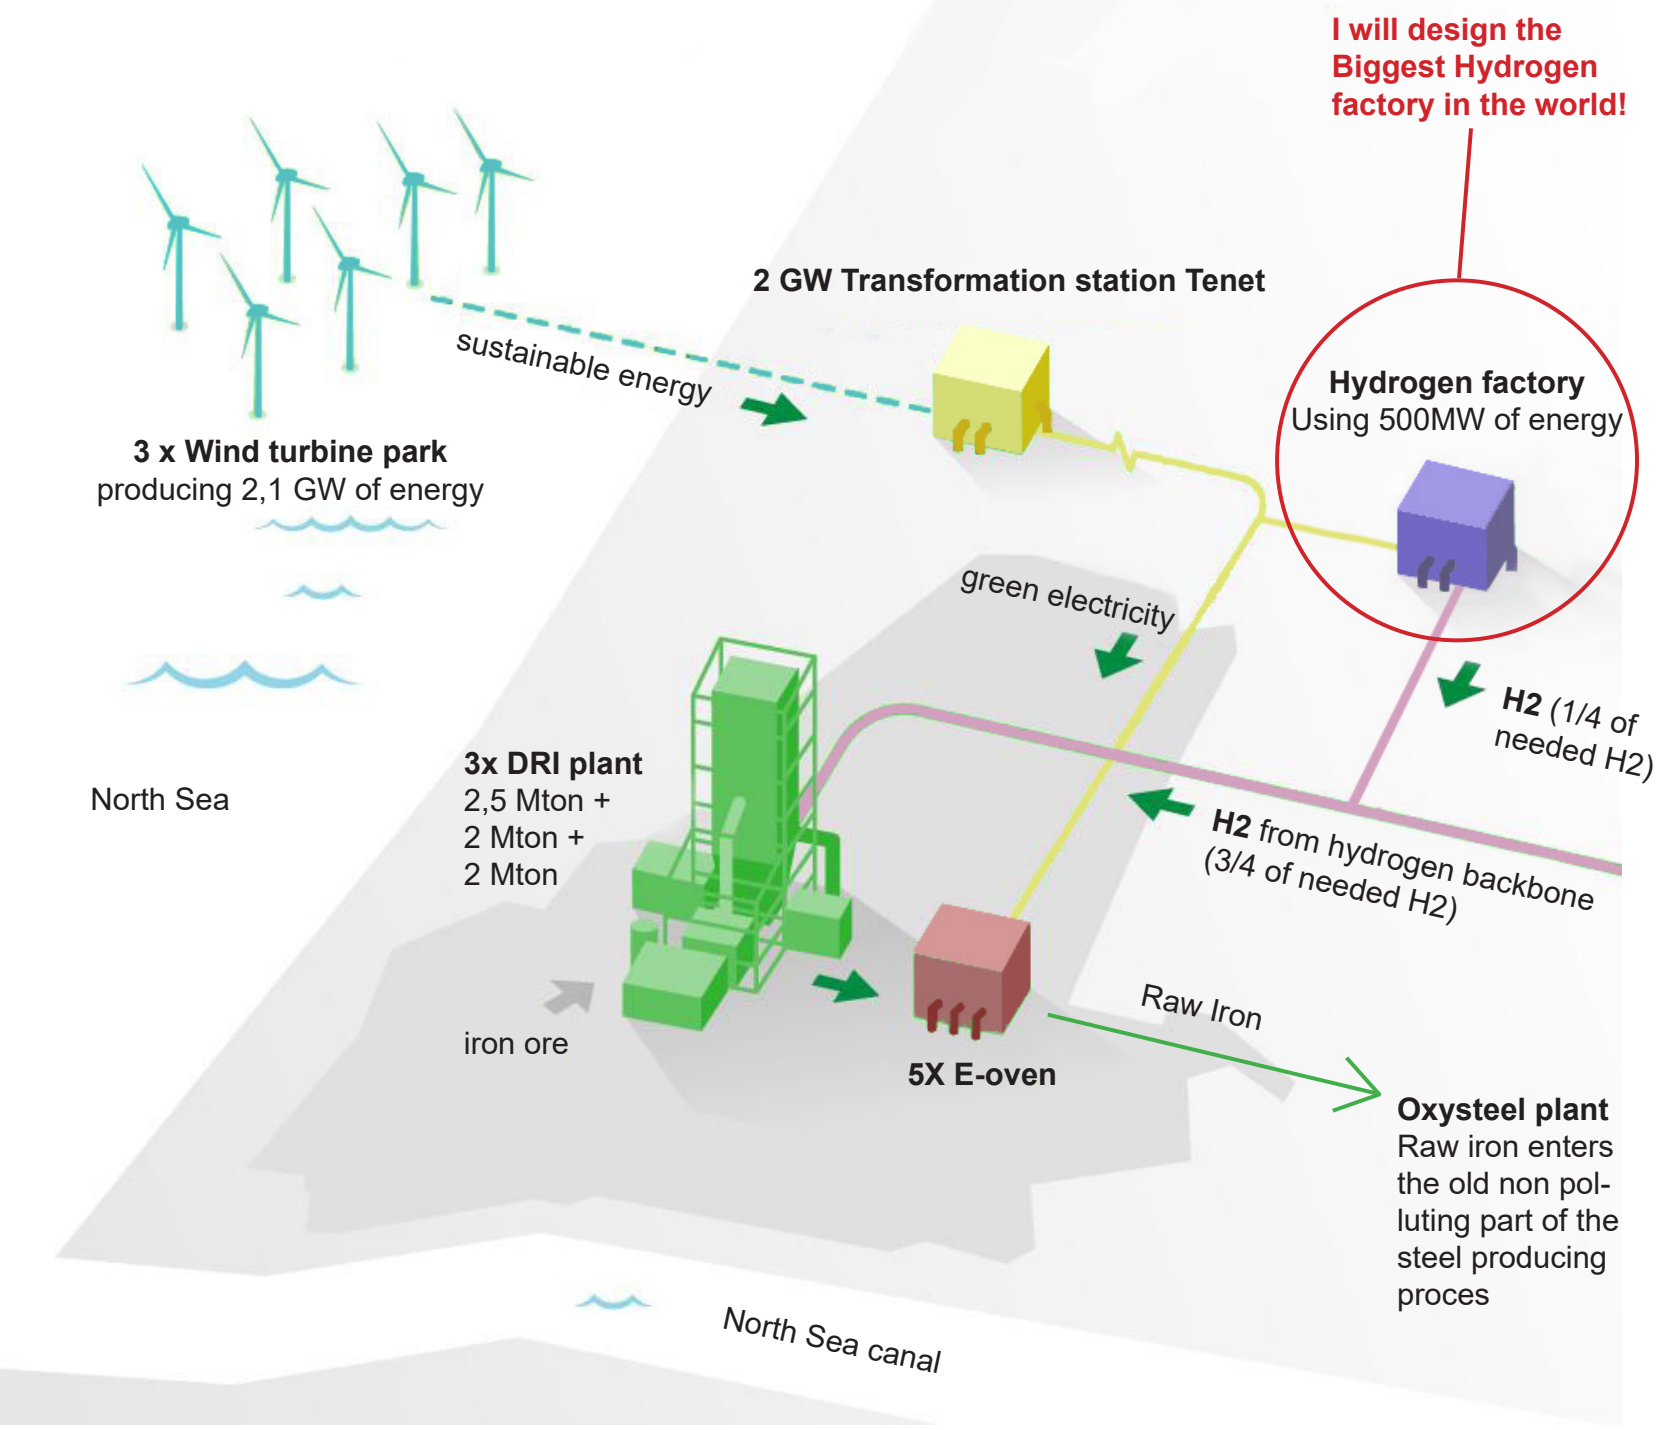 I will design the
Biggest Hydrogen
factory in the world!
2 GW Transformation station Tenet
sustainable energy
Hydrogen factory
Using 500MW of energy
3 x Wind turbine park
producing 2,1 GW of energy
green electricity
H2 (1/4 of
needed H2)
3x DRI plant
2,5 Mton +
2 Mton +
2 Mton
North Sea
H2 from hydrogen backbone
(3/4 of needed H2)
Raw Iron
iron ore
5X E-oven
Oxysteel plant
Raw iron enters
the old non pol-
luting part of the
steel producing
proces
North Sea canal